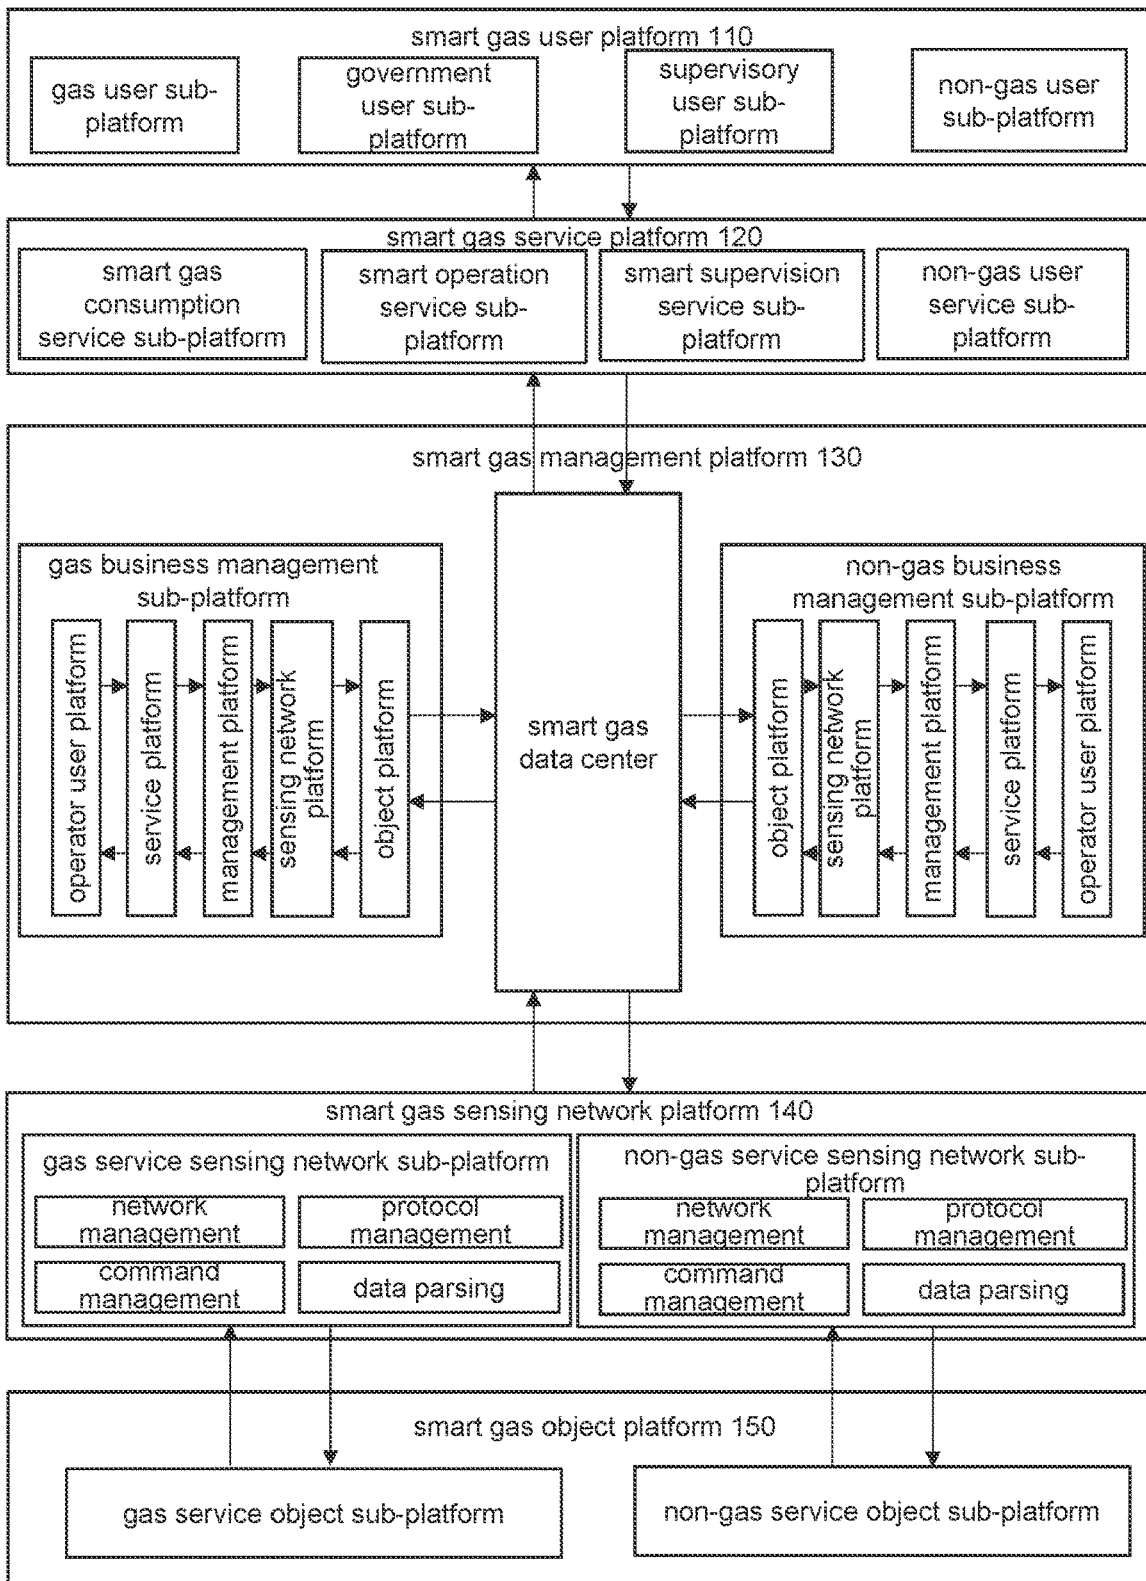 smart gas user platform 110
gas user sub-
platform
government
user sub-
platform
supervisory
user sub-
platform
non-gas user
sub-platform
smart gas service platform 120
smart gas
consumption
service sub-platform
smart operation
service sub-
platform
smart supervision
service sub-
platform
non-gas user
service sub-
platform
smart gas management platform 130
gas business management
sub-platform
operator user platform
service platform
management platform
sensing network
platform
object platform
smart gas
data center
non-gas business
management sub-platform
object platform
sensing network
platform
management platform
service platform
operator user platform
smart gas sensing network platform 140
gas service sensing network sub-platform
network
management
protocol
management
command
management
data parsing
non-gas service sensing network sub-
platform
network
management
protocol
management
command
management
data parsing
smart gas object platform 150
gas service object sub-platform
non-gas service object sub-platform